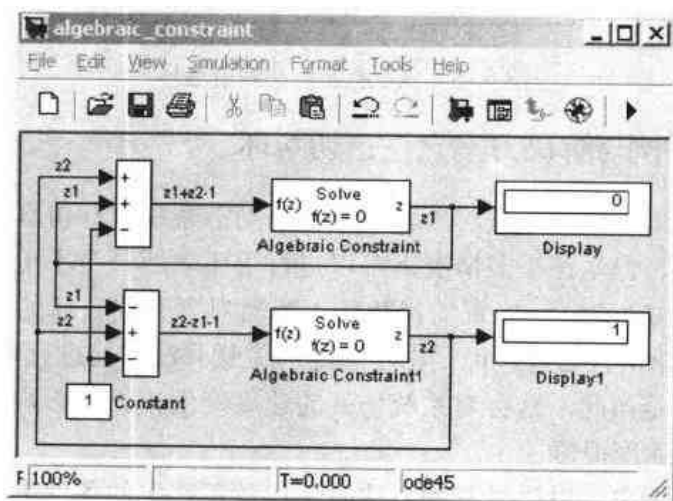 algebraic_constraint
File Edit View Simulation Format Tools Help
z2
z1
+
+
−
z1+z2-1
f(z) Solve f(z) = 0 z
Algebraic Constraint
z1
0
Display
z1
z2
−
+
−
z2-z1-1
f(z) Solve f(z) = 0 z
Algebraic Constraint1
z2
1
Display1
1
Constant
F 100% T=0.000 ode45